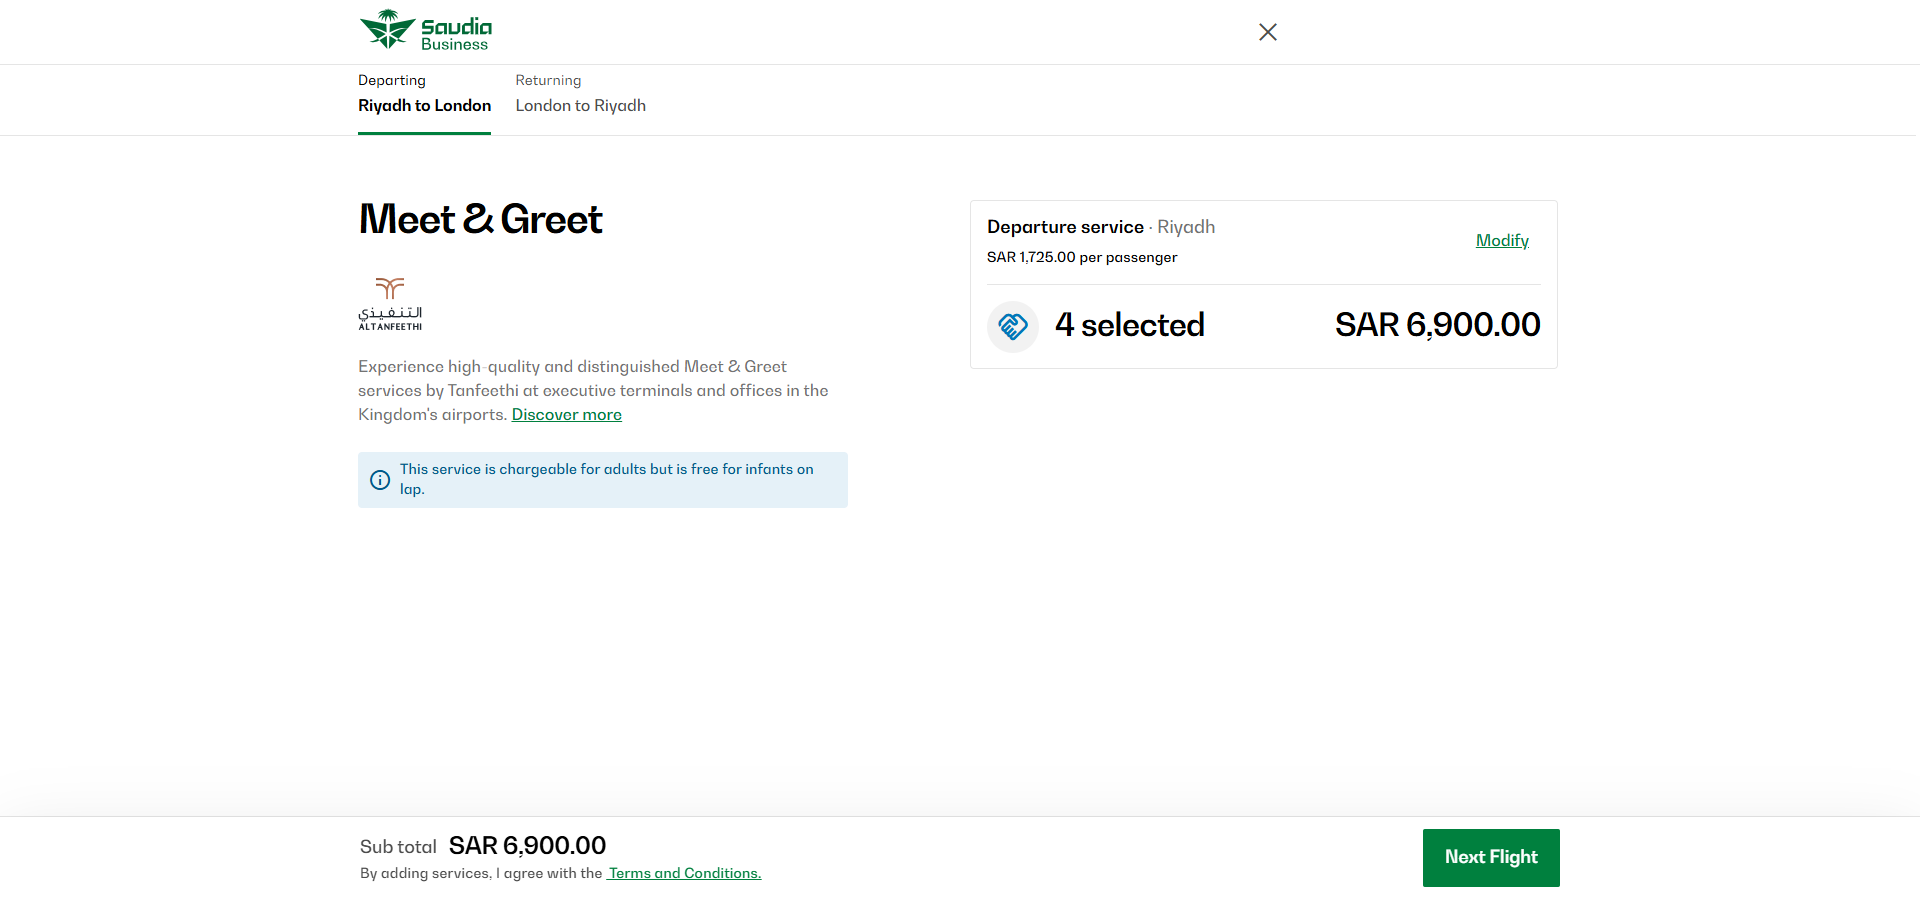 Saudia
Business
Departing
Riyadh to London
Returning
London to Riyadh
Meet & Greet
التنفيذي
ALTANFEETHI
Experience high-quality and distinguished Meet & Greet
services by Tanfeethi at executive terminals and offices in the
Kingdom's airports. Discover more
This service is chargeable for adults but is free for infants on
lap.
Departure service · Riyadh
SAR 1,725.00 per passenger
Modify
4 selected
SAR 6,900.00
Sub total SAR 6,900.00
By adding services, I agree with the Terms and Conditions.
Next Flight